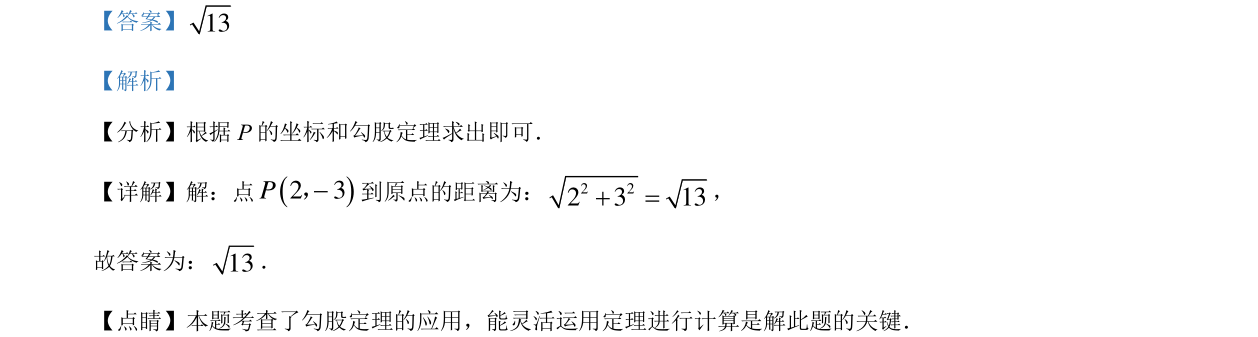 【答案】√13
【解析】
【分析】根据 P 的坐标和勾股定理求出即可．
【详解】解：点 P(2,−3) 到原点的距离为：√(2²+3²) = √13，
故答案为：√13．
【点睛】本题考查了勾股定理的应用，能灵活运用定理进行计算是解此题的关键．